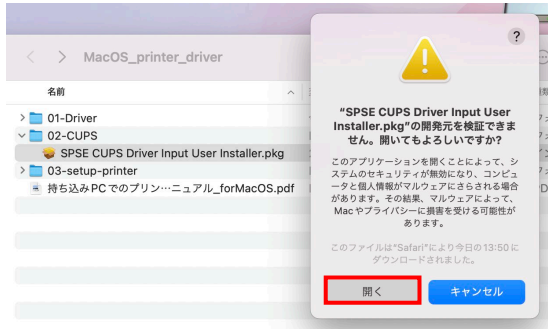 ?
MacOS_printer_driver
名前
01-Driver
02-CUPS
SPSE CUPS Driver Input User Installer.pkg
03-setup-printer
持ち込みPCでのプリン…ニュアル_forMacOS.pdf
“SPSE CUPS Driver Input User
Installer.pkg”の開発元を検証できま
せん。開いてもよろしいですか?
このアプリケーションを開くことによって、シ
ステムのセキュリティが無効になり、コンピュ
ータと個人情報がマルウェアにさらされる場合
があります。その結果、マルウェアによって、
Macやプライバシーに損害を受ける可能性が
あります。
このファイルは“Safari”により今日の13:50に
ダウンロードされました。
開く
キャンセル